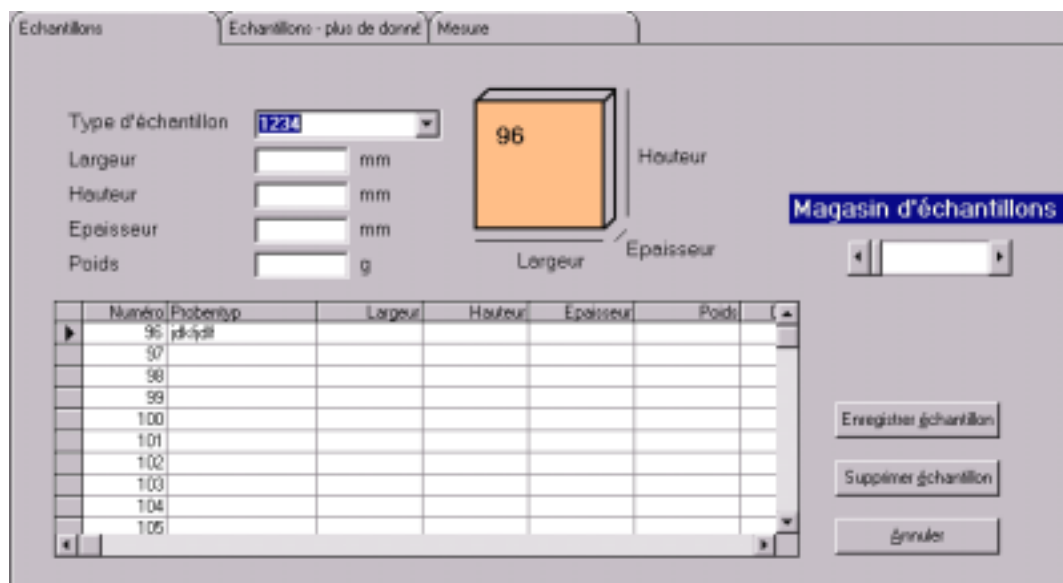 Echantillons Echantillons - plus de donné Mesure
Type d'échantillon 1234
96
Largeur mm
Hauteur
Hauteur mm
Magasin d'échantillons
Epaisseur mm
Epaisseur
Largeur
Poids g
Numéro Probentyp Largeur Hauteur Epaisseur Poids
96
97
98
99
100
101
102
103
104
105
Enregistrer échantillon
Supprimer échantillon
Annuler